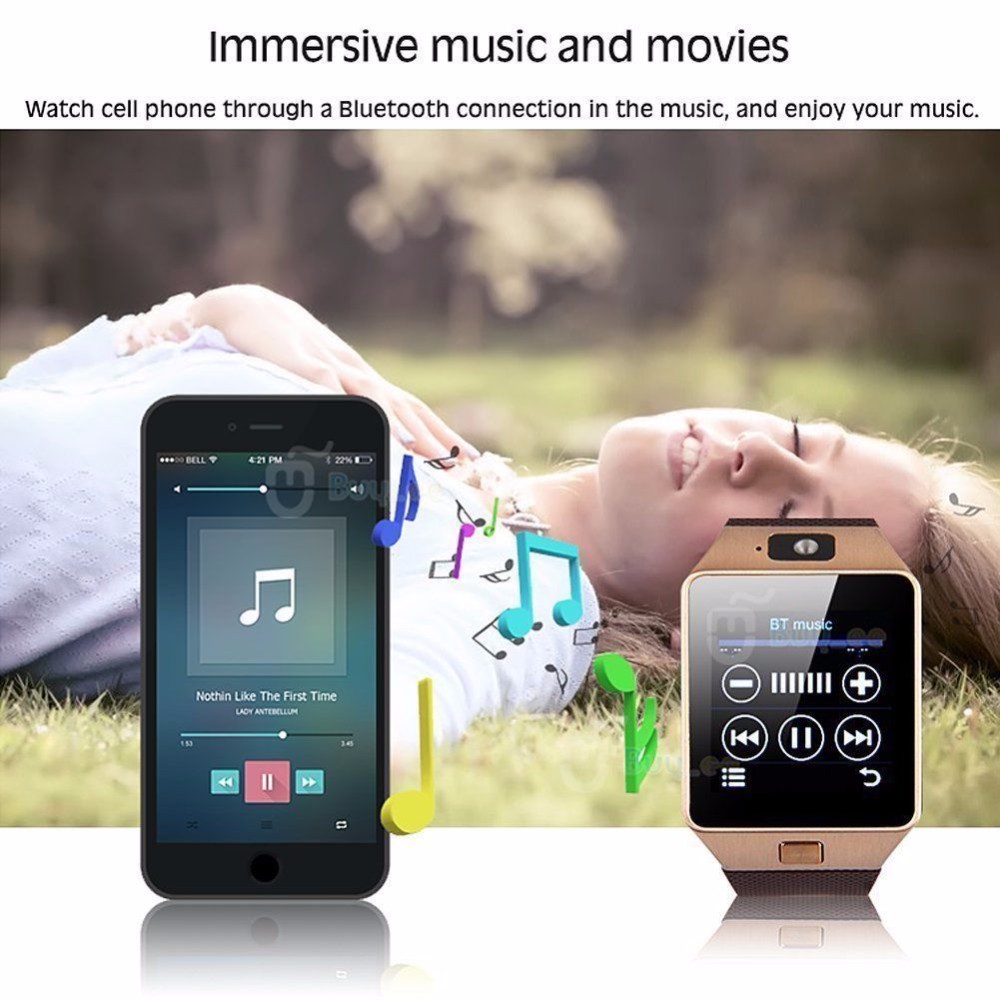 Immersive music and movies
Watch cell phone through a Bluetooth connection in the music, and enjoy your music.
BELL 4:21 PM 22%
Nothin Like The First Time
LADY ANTEBELLUM
1:53 3:45
BT music